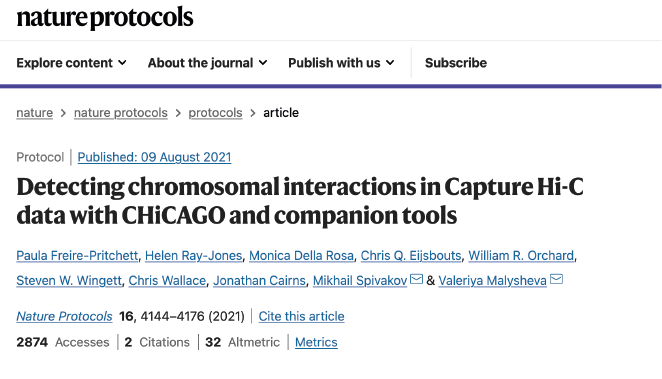 nature protocols
Explore content About the journal Publish with us Subscribe
nature > nature protocols > protocols > article
Protocol | Published: 09 August 2021
Detecting chromosomal interactions in Capture Hi-C
data with CHiCAGO and companion tools
Paula Freire-Pritchett, Helen Ray-Jones, Monica Della Rosa, Chris Q. Eijsbouts, William R. Orchard,
Steven W. Wingett, Chris Wallace, Jonathan Cairns, Mikhail Spivakov & Valeriya Malysheva
Nature Protocols 16, 4144–4176 (2021) | Cite this article
2874 Accesses | 2 Citations | 32 Altmetric | Metrics